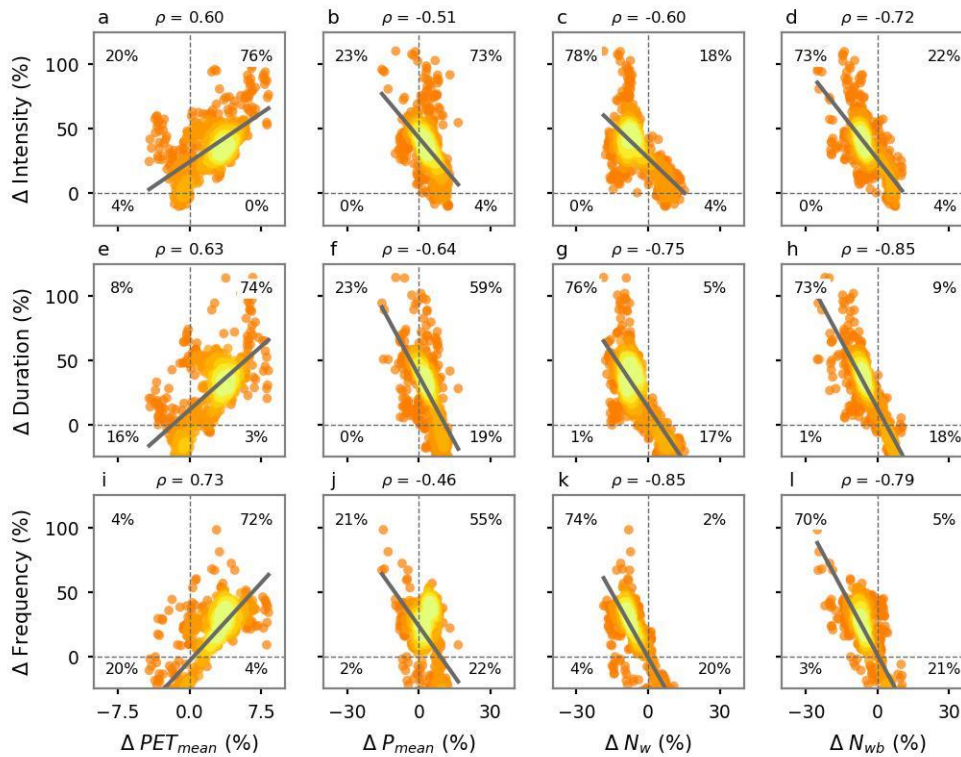 a ρ = 0.60
b ρ = -0.51
c ρ = -0.60
d ρ = -0.72
20% 76%
23% 73%
78% 18%
73% 22%
100
50
0
Δ Intensity (%)
4% 0%
0% 4%
0% 4%
0% 4%
e ρ = 0.63
f ρ = -0.64
g ρ = -0.75
h ρ = -0.85
8% 74%
23% 59%
76% 5%
73% 9%
100
50
0
Δ Duration (%)
16% 3%
0% 19%
1% 17%
1% 18%
i ρ = 0.73
j ρ = -0.46
k ρ = -0.85
l ρ = -0.79
4% 72%
21% 55%
74% 2%
70% 5%
100
50
0
Δ Frequency (%)
20% 4%
2% 22%
4% 20%
3% 21%
−7.5 0.0 7.5
−30 0 30
−30 0 30
−30 0 30
Δ PET_mean (%)
Δ P_mean (%)
Δ N_w (%)
Δ N_wb (%)